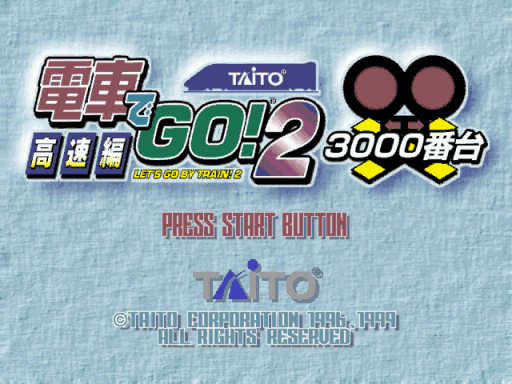 TAITO
電車でGO!2
高速編
3000番台
LET'S GO BY TRAIN! 2
PRESS START BUTTON
TAITO
©TAITO CORPORATION 1996,1999
ALL RIGHTS RESERVED